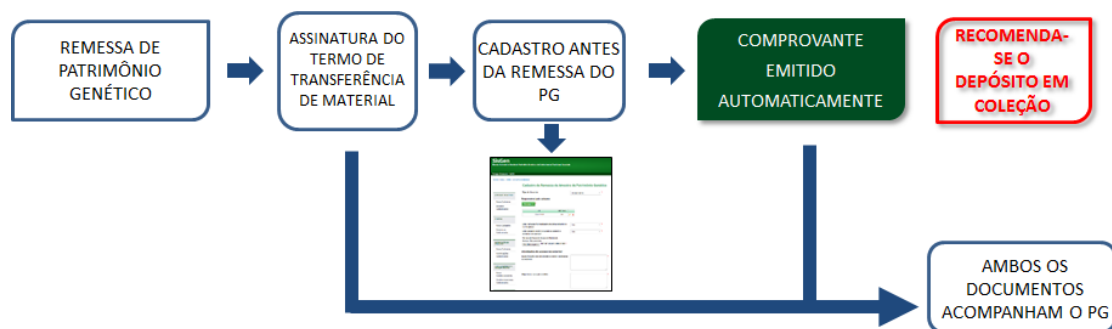 REMESSA DE
PATRIMÔNIO
GENÉTICO
ASSINATURA DO
TERMO DE
TRANSFERÊNCIA
DE MATERIAL
CADASTRO ANTES
DA REMESSA DO
PG
COMPROVANTE
EMITIDO
AUTOMATICAMENTE
RECOMENDA-
SE O
DEPÓSITO EM
COLEÇÃO
SisGen
AMBOS OS
DOCUMENTOS
ACOMPANHAM O PG